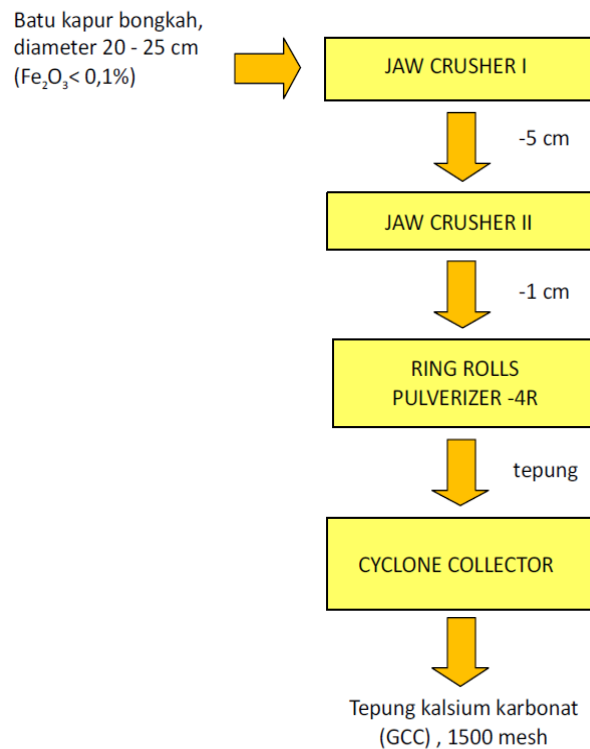 Batu kapur bongkah,
diameter 20 - 25 cm
(Fe₂O₃< 0,1%)
JAW CRUSHER I
-5 cm
JAW CRUSHER II
-1 cm
RING ROLLS
PULVERIZER -4R
tepung
CYCLONE COLLECTOR
Tepung kalsium karbonat
(GCC) , 1500 mesh